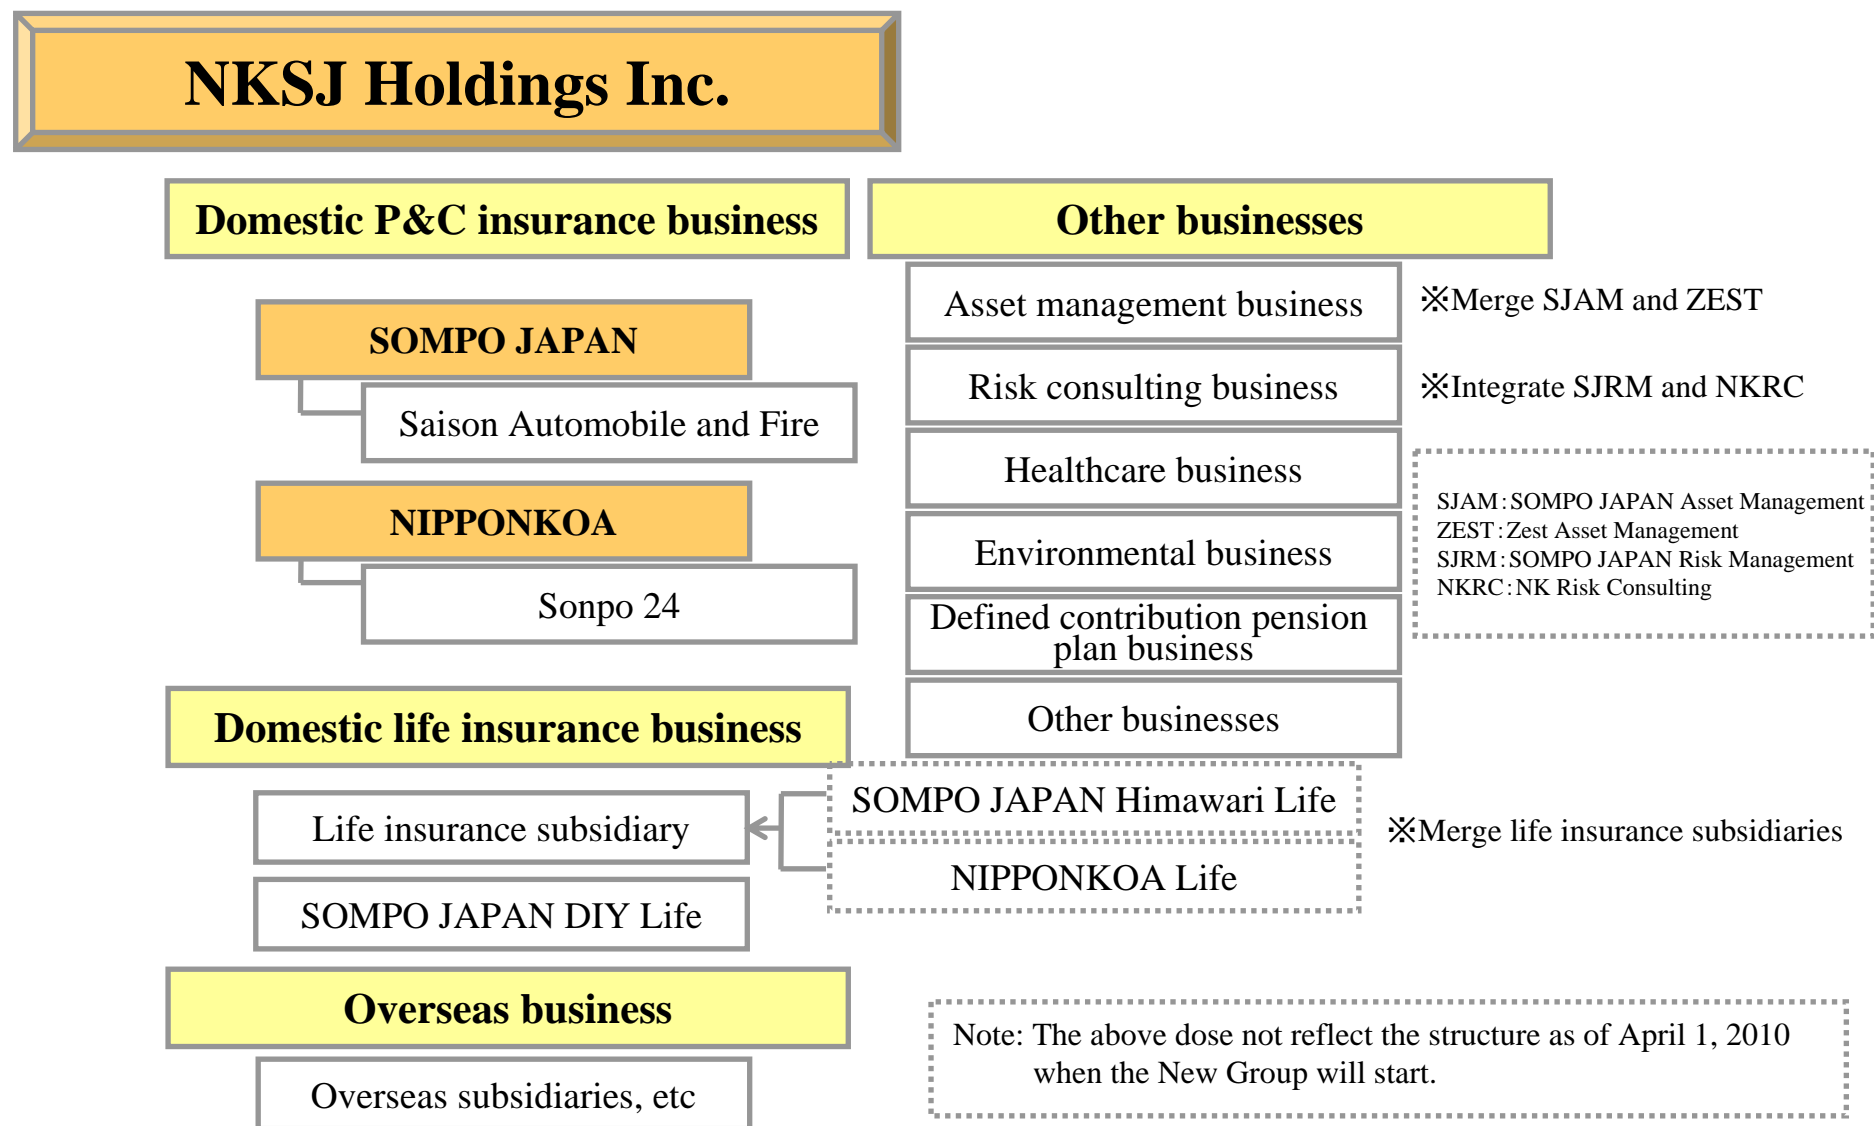 NKSJ Holdings Inc.
Domestic P&C insurance business
SOMPO JAPAN
Saison Automobile and Fire
NIPPONKOA
Sonpo 24
Domestic life insurance business
Life insurance subsidiary
SOMPO JAPAN DIY Life
SOMPO JAPAN Himawari Life
NIPPONKOA Life
※Merge life insurance subsidiaries
Overseas business
Overseas subsidiaries, etc
Other businesses
Asset management business
※Merge SJAM and ZEST
Risk consulting business
※Integrate SJRM and NKRC
Healthcare business
Environmental business
Defined contribution pension
plan business
Other businesses
SJAM：SOMPO JAPAN Asset Management
ZEST：Zest Asset Management
SJRM：SOMPO JAPAN Risk Management
NKRC：NK Risk Consulting
Note: The above dose not reflect the structure as of April 1, 2010
when the New Group will start.